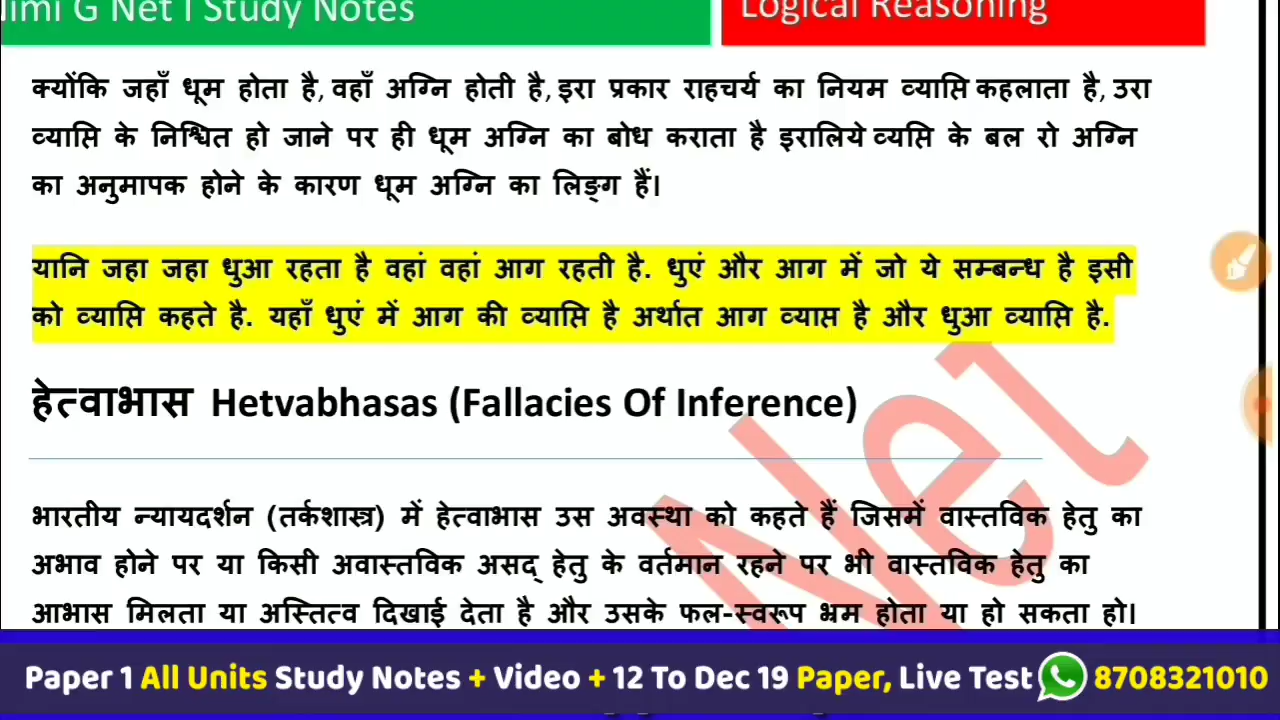 imi G Net l Study Notes
Logical Reasoning
क्योंकि जहाँ धूम होता है, वहाँ अग्नि होती है, इरा प्रकार राहचर्य का नियम व्याप्ति कहलाता है, उरा
व्याप्ति के निश्चित हो जाने पर ही धूम अग्नि का बोध कराता है इरालिये व्यप्ति के बल रो अग्नि
का अनुमापक होने के कारण धूम अग्नि का लिङ्ग हैं।
यानि जहा जहा धुआ रहता है वहां वहां आग रहती है. धुएं और आग में जो ये सम्बन्ध है इसी
को व्याप्ति कहते है. यहाँ धुएं में आग की व्याप्ति है अर्थात आग व्याप्त है और धुआ व्याप्ति है.
हेत्वाभास Hetvabhasas (Fallacies Of Inference)
भारतीय न्यायदर्शन (तर्कशास्त्र) में हेत्वाभास उस अवस्था को कहते हैं जिसमें वास्तविक हेतु का
अभाव होने पर या किसी अवास्तविक असद् हेतु के वर्तमान रहने पर भी वास्तविक हेतु का
आभास मिलता या अस्तित्व दिखाई देता है और उसके फल-स्वरूप भ्रम होता या हो सकता हो।
Net
Paper 1 All Units Study Notes + Video + 12 To Dec 19 Paper, Live Test 8708321010